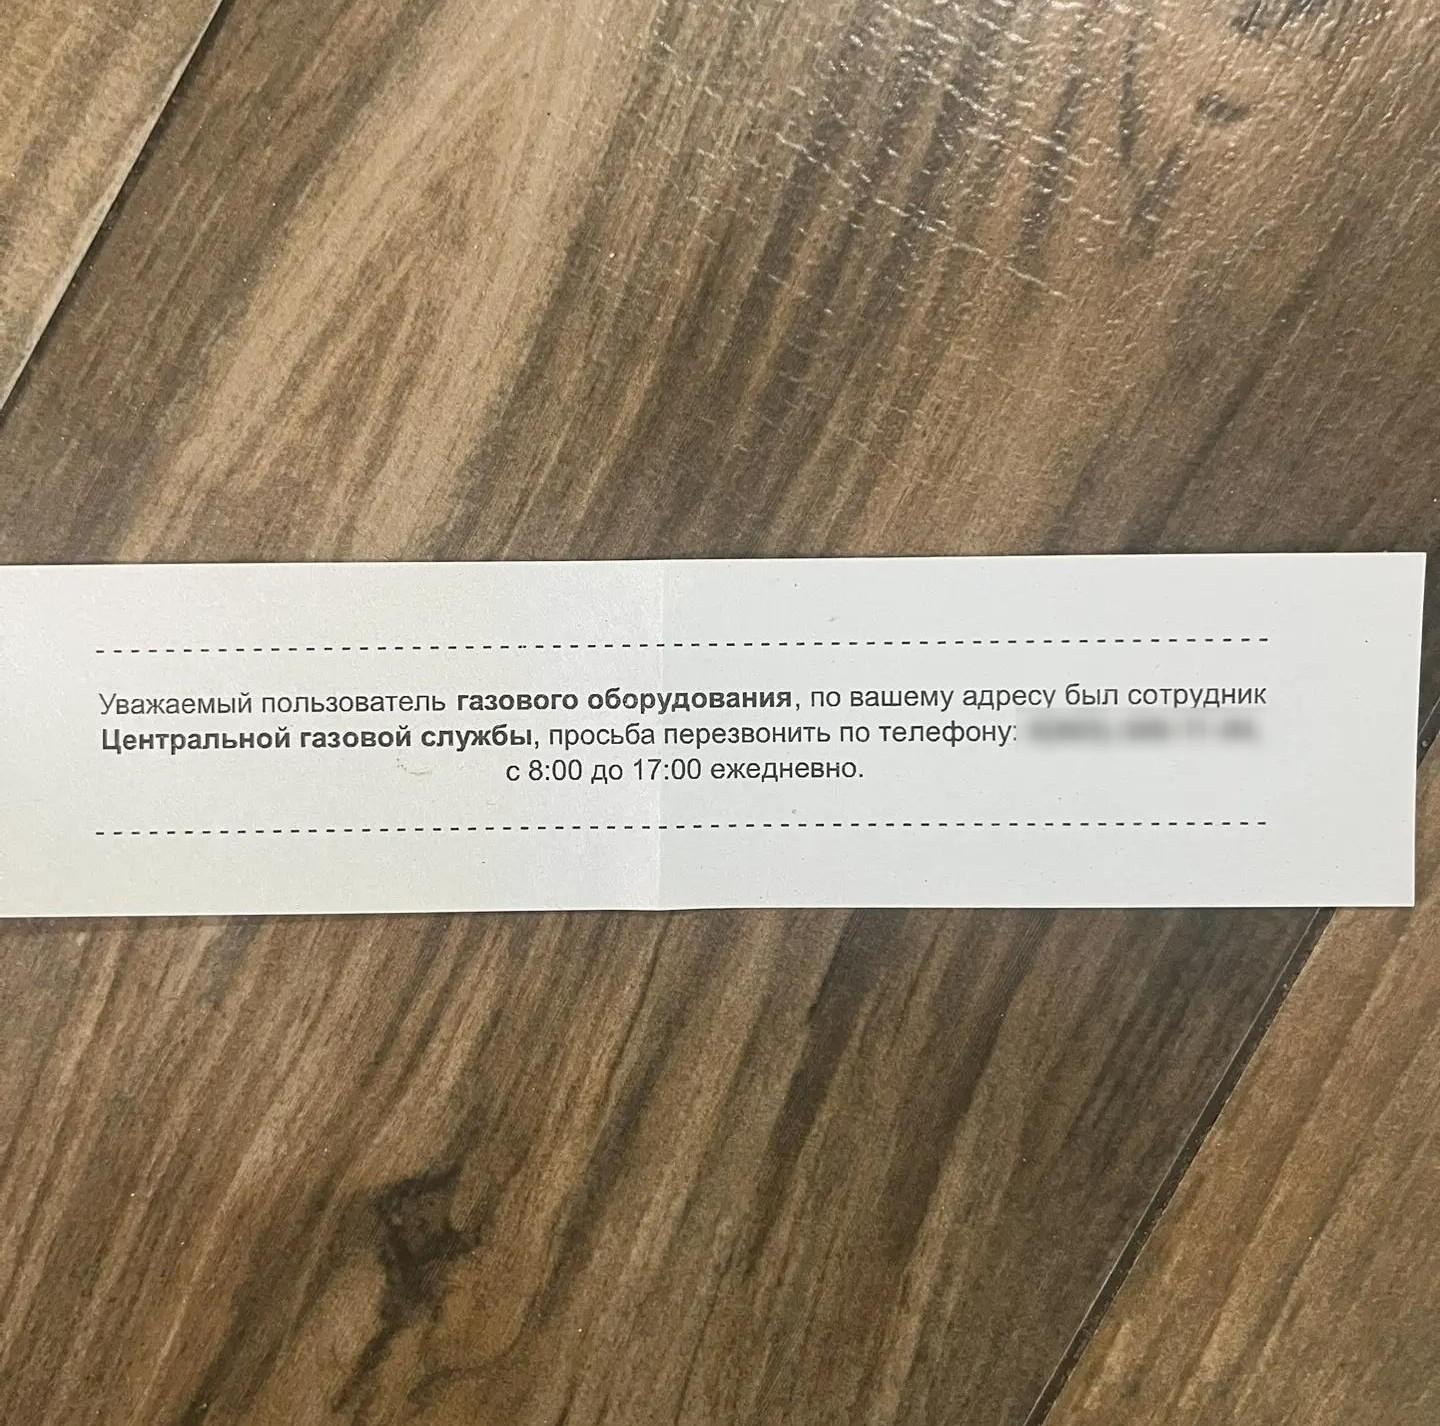 Уважаемый пользователь газового оборудования, по вашему адресу был сотрудник
Центральной газовой службы, просьба перезвонить по телефону:
с 8:00 до 17:00 ежедневно.